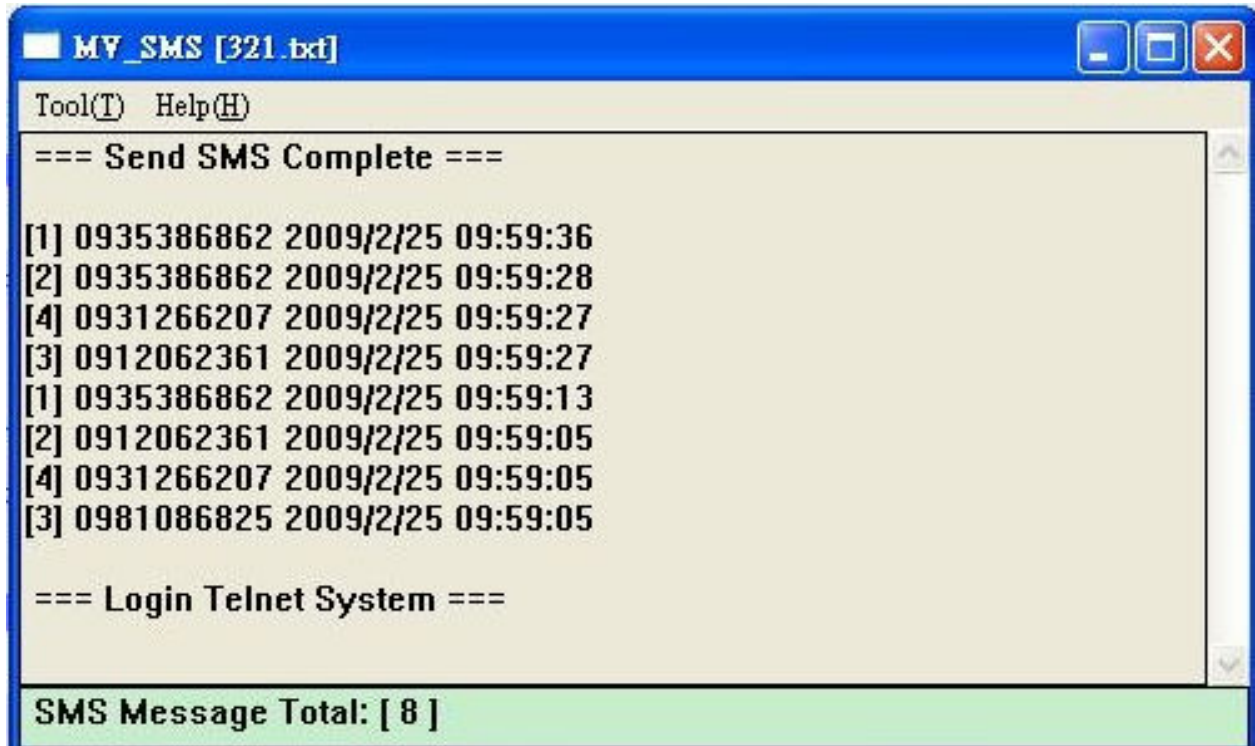 MV_SMS [321.txt]
Tool(T) Help(H)
=== Send SMS Complete ===
[1] 0935386862 2009/2/25 09:59:36
[2] 0935386862 2009/2/25 09:59:28
[4] 0931266207 2009/2/25 09:59:27
[3] 0912062361 2009/2/25 09:59:27
[1] 0935386862 2009/2/25 09:59:13
[2] 0912062361 2009/2/25 09:59:05
[4] 0931266207 2009/2/25 09:59:05
[3] 0981086825 2009/2/25 09:59:05
=== Login Telnet System ===
SMS Message Total: [ 8 ]